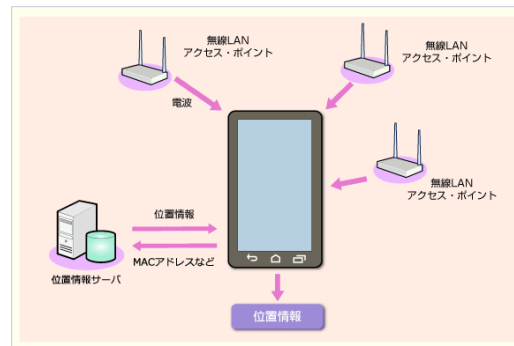 無線LAN
アクセス・ポイント
無線LAN
アクセス・ポイント
電波
無線LAN
アクセス・ポイント
位置情報
MACアドレスなど
位置情報サーバ
位置情報